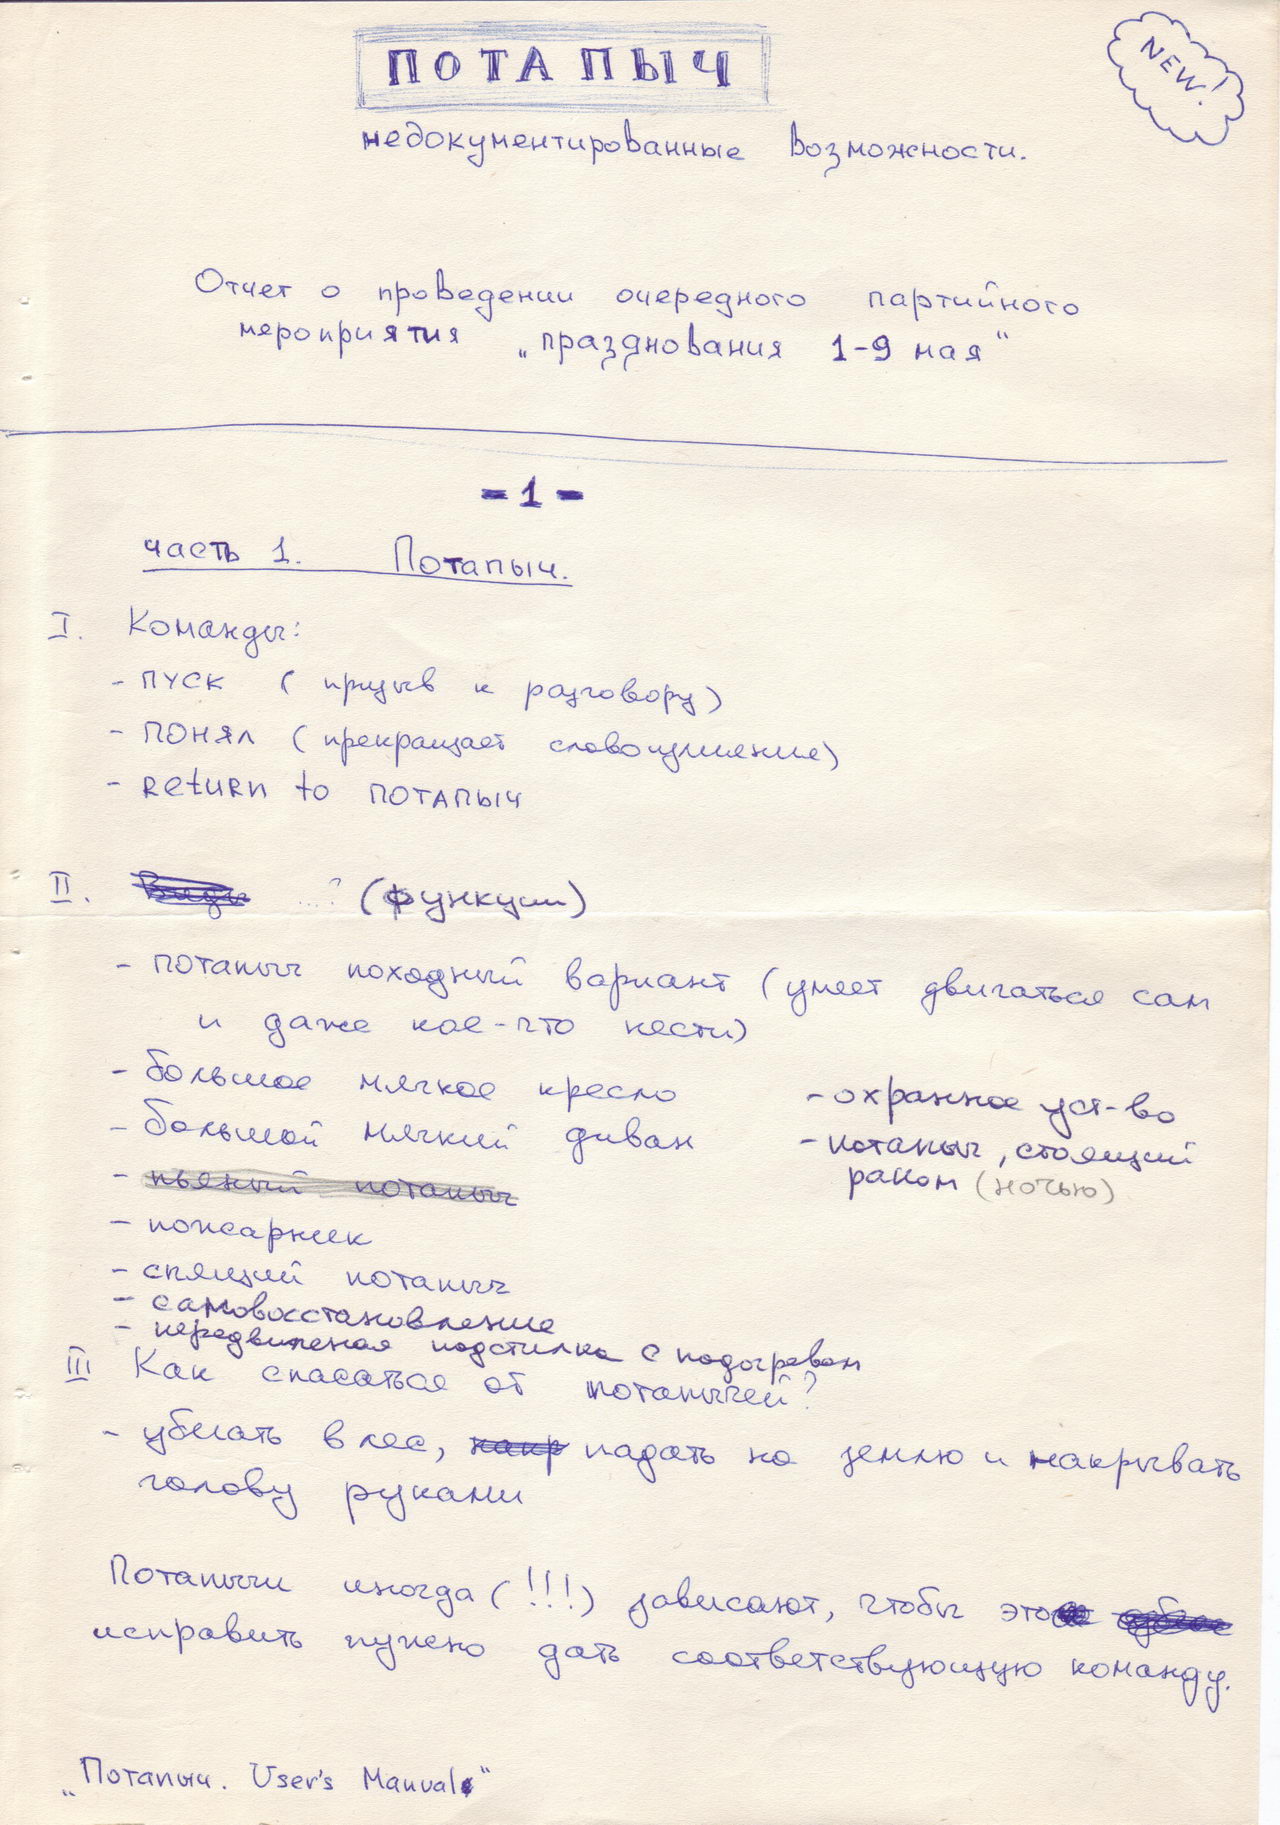 ПОТАПЫЧ
NEW!
недокументированные возможности.
Отчет о проведении очередного партийного
мероприятия „празднования 1-9 мая“
- 1 -
часть 1. Потапыч.
I. Команды:
- ПУСК (призыв к разговору)
- ПОНЯЛ (прекращает словоизлияние)
- Return to ПОТАПЫЧ
II. ...? (функции)
- потапыч походный вариант (умеет двигаться сам
и даже кое-что нести)
- большое мягкое кресло
- большой мягкий диван
- пьяный потапыч
- пожарник
- спящий потапыч
- самовосстановление
- передвижная подстилка с подогревом
- охранное уст-во
- потапыч, стоящий
раком (ночью)
III Как спасаться от потапычей?
- убегать в лес, падать на землю и накрывать
голову руками
Потапычи иногда (!!!) зависают, чтобы это
исправить нужно дать соответствующую команду.
„Потапыч. User's Manual“